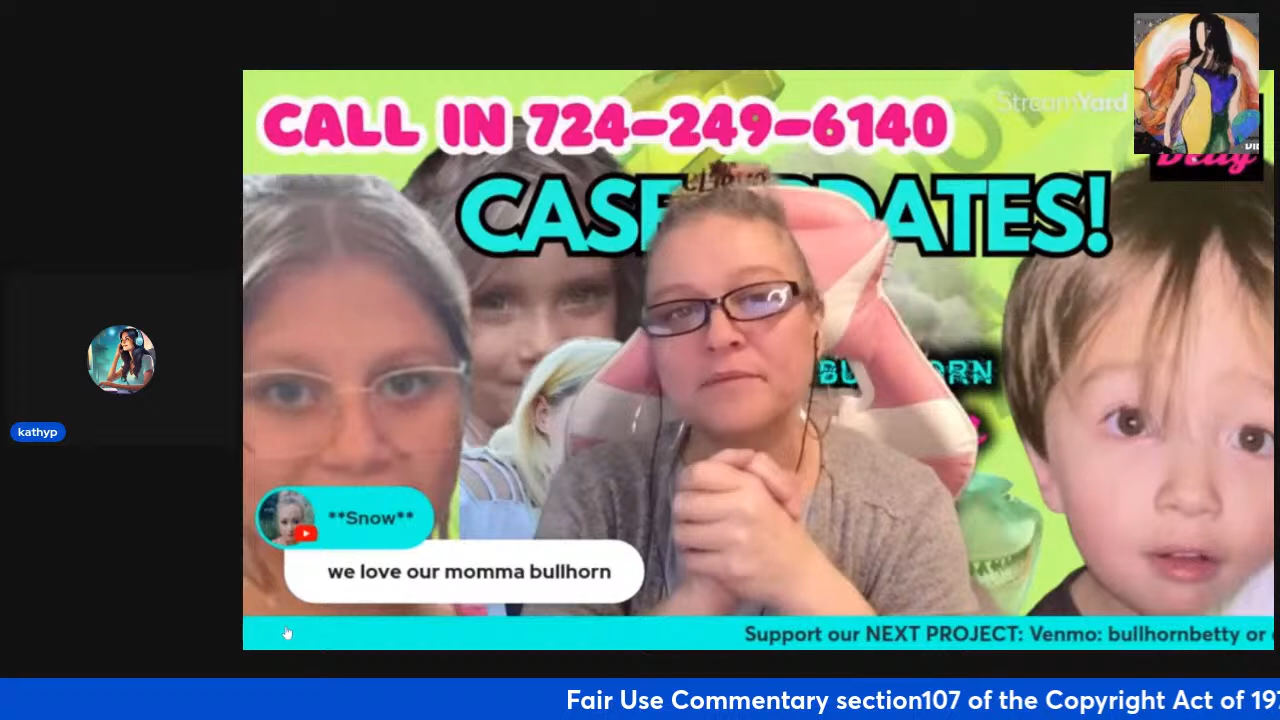 CALL IN 724-249-6140
StreamYard
CASE DATES!
**Snow**
we love our momma bullhorn
kathyp
Support our NEXT PROJECT: Venmo: bullhornbetty or
Fair Use Commentary section107 of the Copyright Act of 197